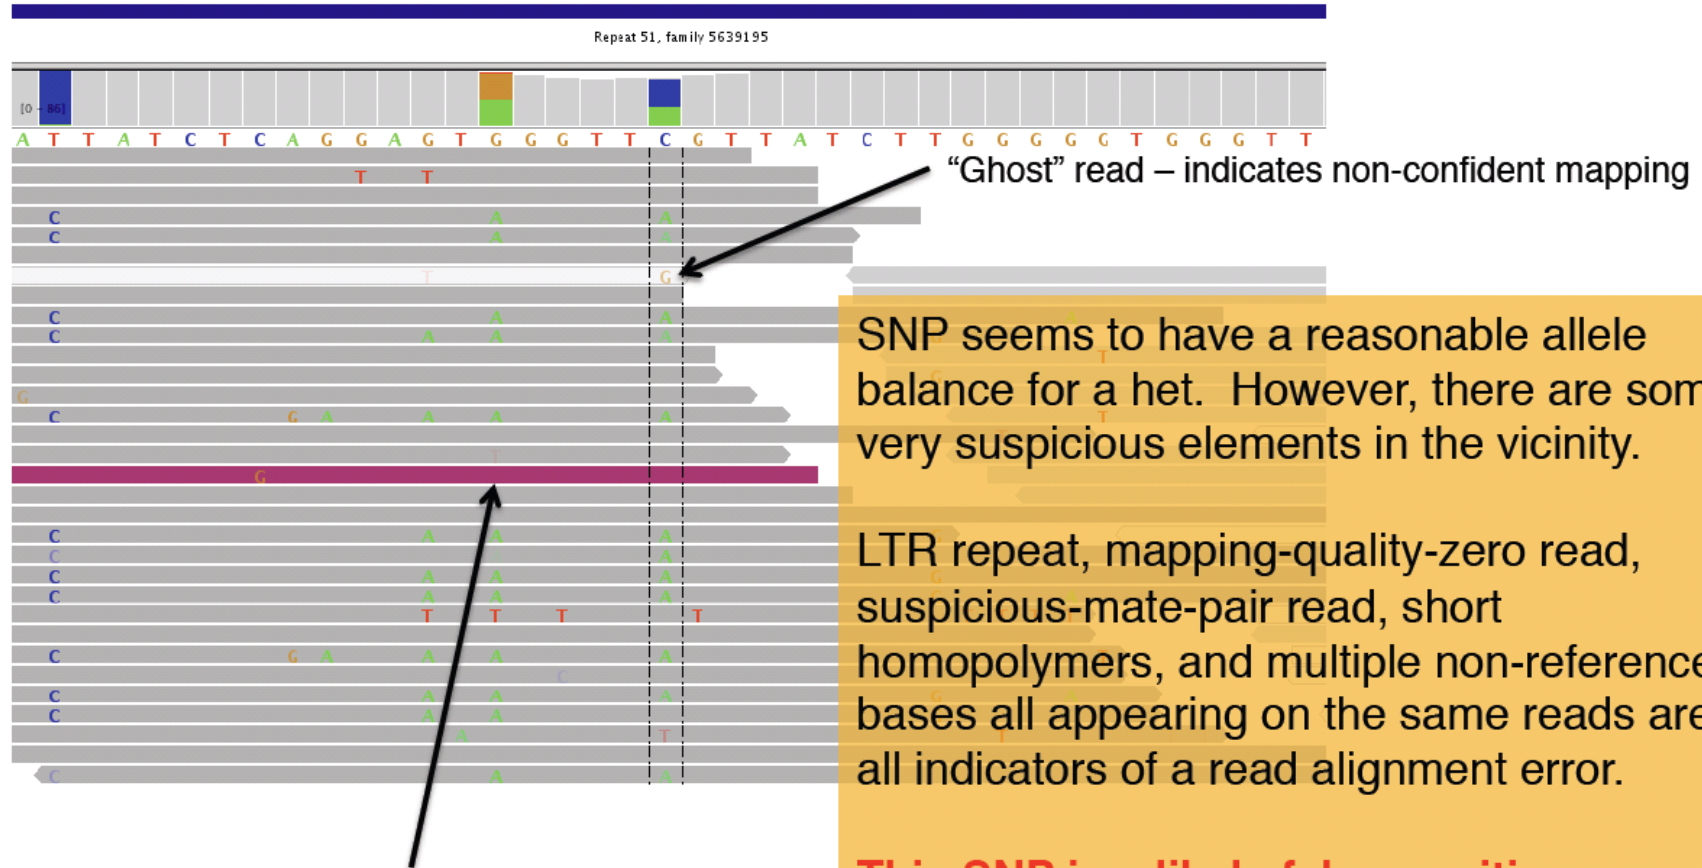 Repeat 51, family 5639195
[0 - 86]
A T T A T C T C A G G A G T G G G T T C G T T A T C T T G G G G G T G G G T T
"Ghost" read – indicates non-confident mapping
T T
C A A
C A A
T G
C A A
C A A A
G
C G A A A A
T
G
C A A A
C A
C A A A
C A A A
T T T T
C G A A A A
C
C A A A
C A A
A T
C A A
SNP seems to have a reasonable allele
balance for a het. However, there are som
very suspicious elements in the vicinity.
LTR repeat, mapping-quality-zero read,
suspicious-mate-pair read, short
homopolymers, and multiple non-reference
bases all appearing on the same reads are
all indicators of a read alignment error.